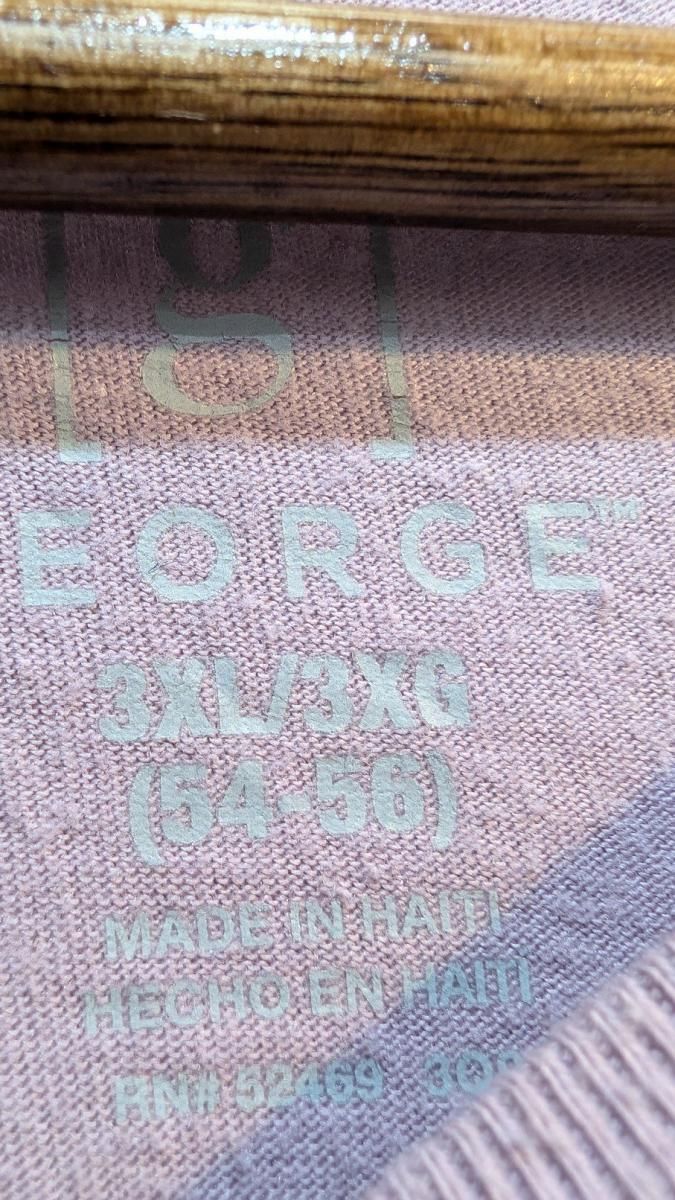 [g]
EORGE™
3XL/3XG
(54-56)
MADE IN HAITI
HECHO EN HAITI
RN# 52469